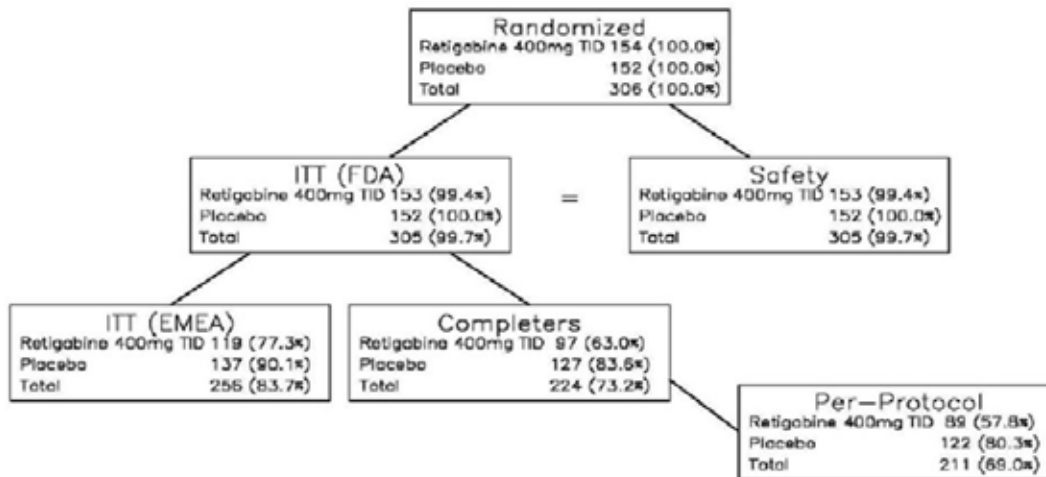 Randomized
Retigabine 400mg TID 154 (100.0%)
Placebo 152 (100.0%)
Total 306 (100.0%)
ITT (FDA)
Retigabine 400mg TID 153 (99.4%)
Placebo 152 (100.0%)
Total 305 (99.7%)
=
Safety
Retigabine 400mg TID 153 (99.4%)
Placebo 152 (100.0%)
Total 305 (99.7%)
ITT (EMEA)
Retigabine 400mg TID 119 (77.3%)
Placebo 137 (90.1%)
Total 256 (83.7%)
Completers
Retigabine 400mg TID 97 (63.0%)
Placebo 127 (83.6%)
Total 224 (73.2%)
Per-Protocol
Retigabine 400mg TID 89 (57.8%)
Placebo 122 (80.3%)
Total 211 (69.0%)